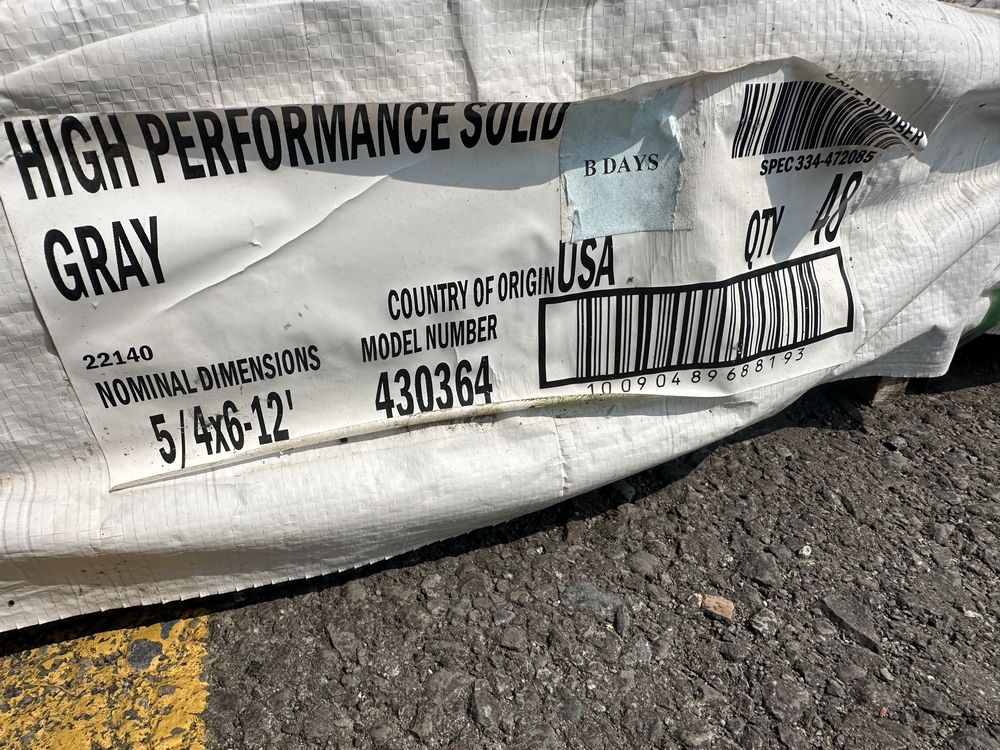 HIGH PERFORMANCE SOLID
GRAY
B DAYS
SPEC 334-472085
QTY 48
COUNTRY OF ORIGIN USA
22140
NOMINAL DIMENSIONS
5/4x6-12'
MODEL NUMBER
430364
10090489688193